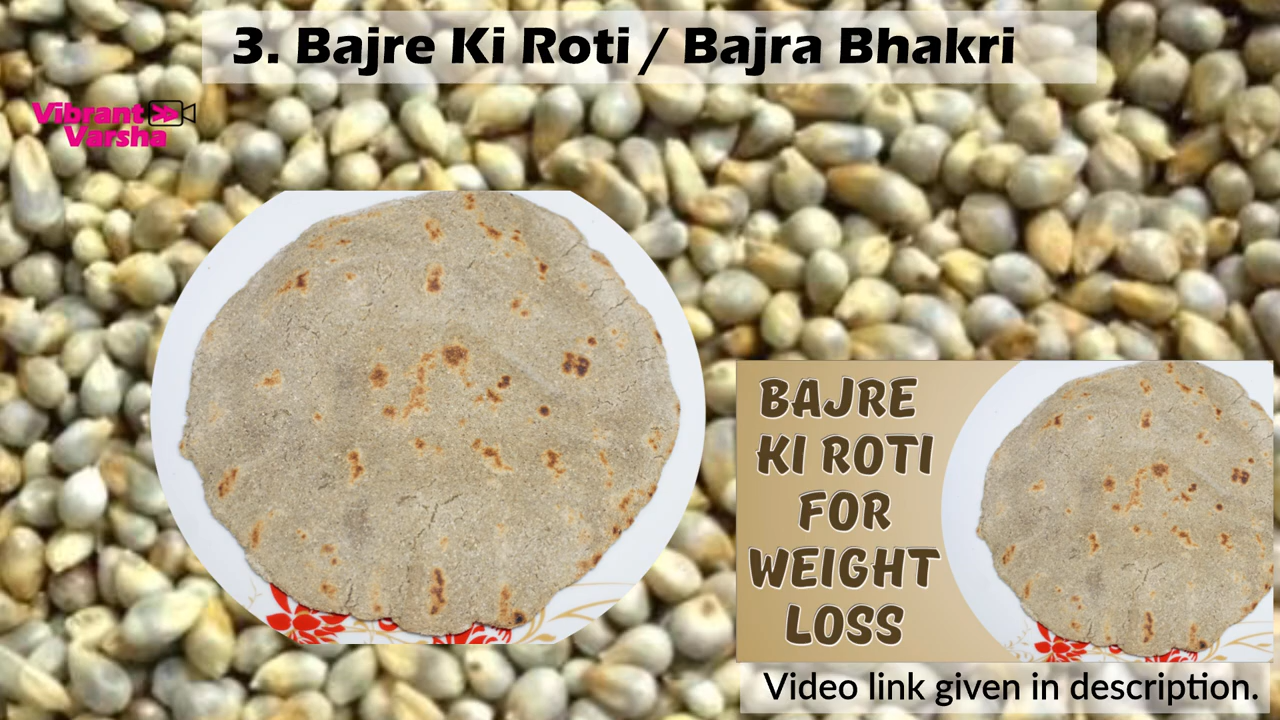 3. Bajre Ki Roti / Bajra Bhakri
Vibrant
Varsha
BAJRE
KI ROTI
FOR
WEIGHT
LOSS
Video link given in description.